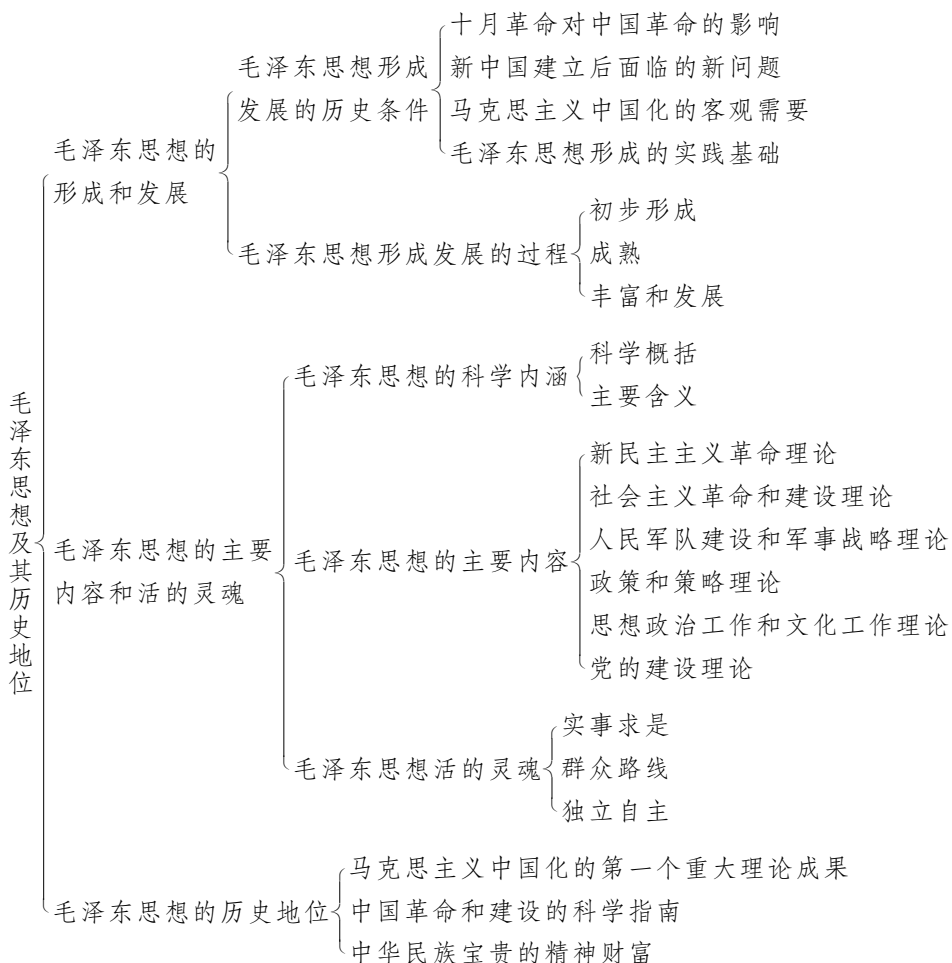 毛泽东思想及其历史地位
毛泽东思想的
形成和发展
毛泽东思想形成
发展的历史条件
十月革命对中国革命的影响
新中国建立后面临的新问题
马克思主义中国化的客观需要
毛泽东思想形成的实践基础
毛泽东思想形成发展的过程
初步形成
成熟
丰富和发展
毛泽东思想的主要
内容和活的灵魂
毛泽东思想的科学内涵
科学概括
主要含义
毛泽东思想的主要内容
新民主主义革命理论
社会主义革命和建设理论
人民军队建设和军事战略理论
政策和策略理论
思想政治工作和文化工作理论
党的建设理论
毛泽东思想活的灵魂
实事求是
群众路线
独立自主
毛泽东思想的历史地位
马克思主义中国化的第一个重大理论成果
中国革命和建设的科学指南
中华民族宝贵的精神财富